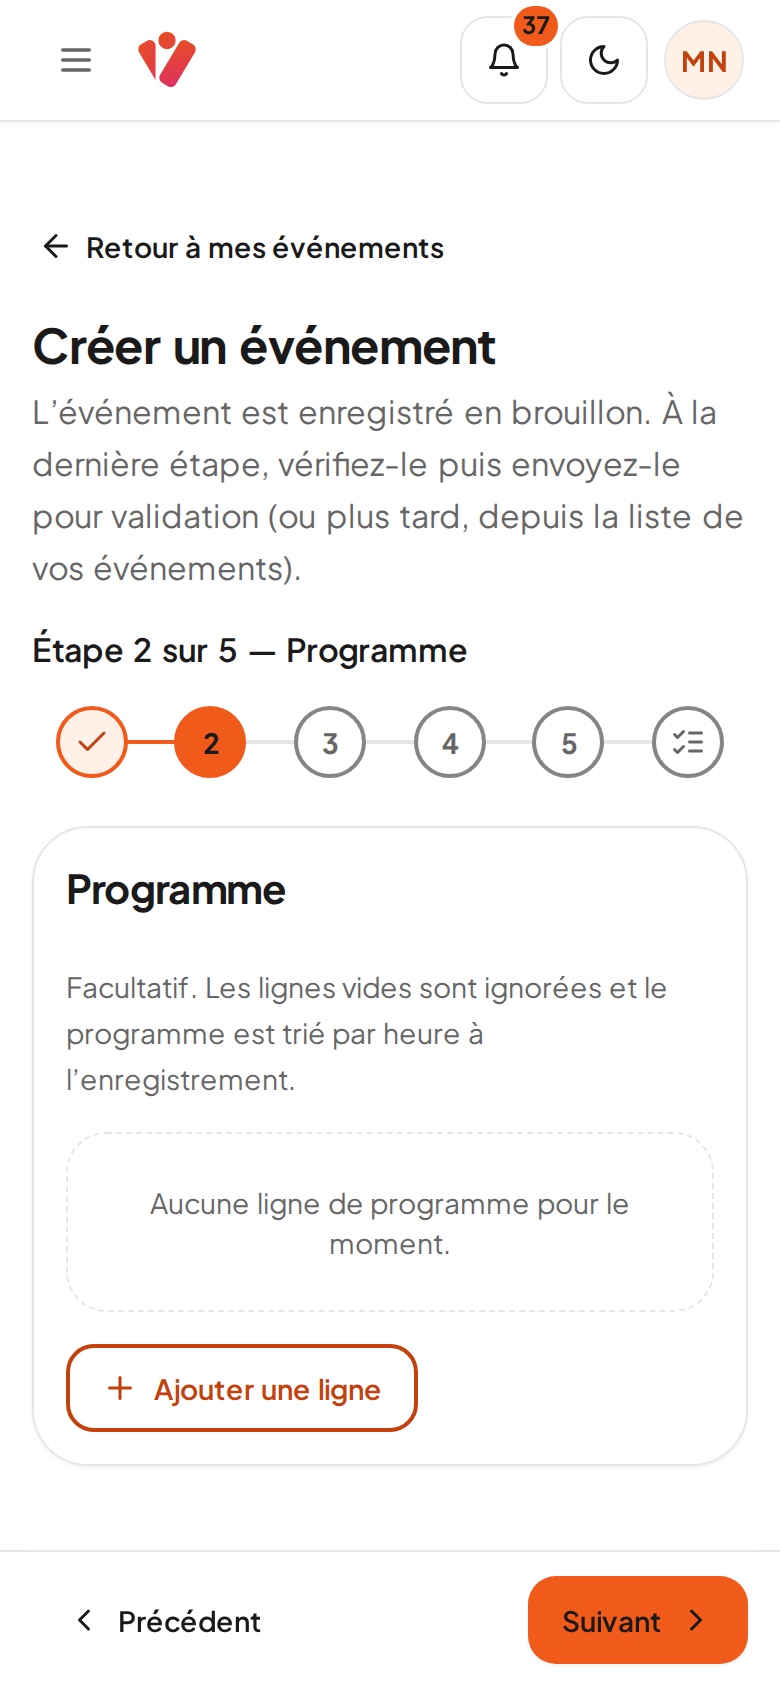 37
MN
Retour à mes événements
Créer un événement
L’événement est enregistré en brouillon. À la
dernière étape, vérifiez-le puis envoyez-le
pour validation (ou plus tard, depuis la liste de
vos événements).
Étape 2 sur 5 — Programme
2 3 4 5
Programme
Facultatif. Les lignes vides sont ignorées et le
programme est trié par heure à
l’enregistrement.
Aucune ligne de programme pour le
moment.
Ajouter une ligne
Précédent
Suivant